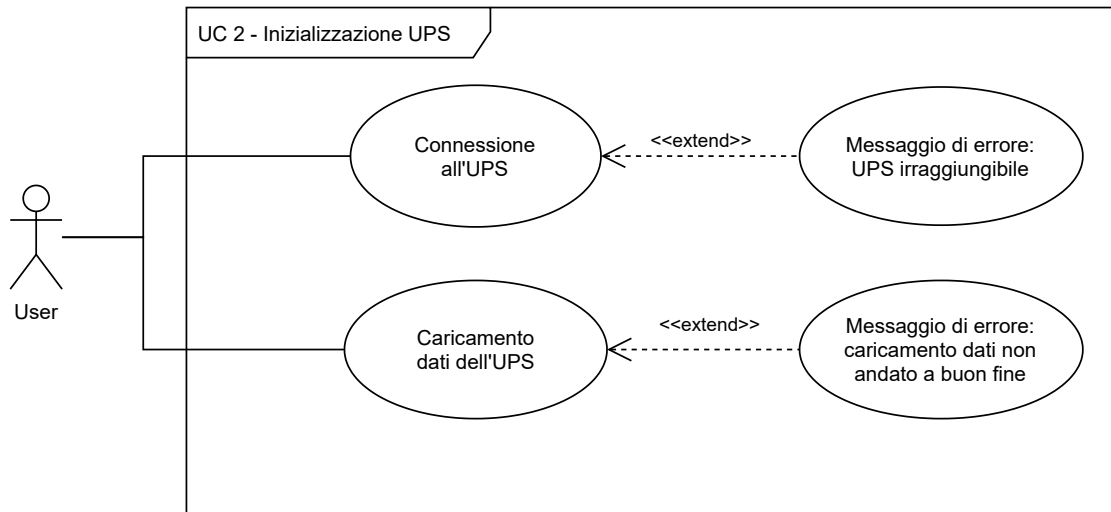 UC 2 - Inizializzazione UPS
Connessione
all'UPS
<<extend>>
Messaggio di errore:
UPS irraggiungibile
User
Caricamento
dati dell'UPS
<<extend>>
Messaggio di errore:
caricamento dati non
andato a buon fine